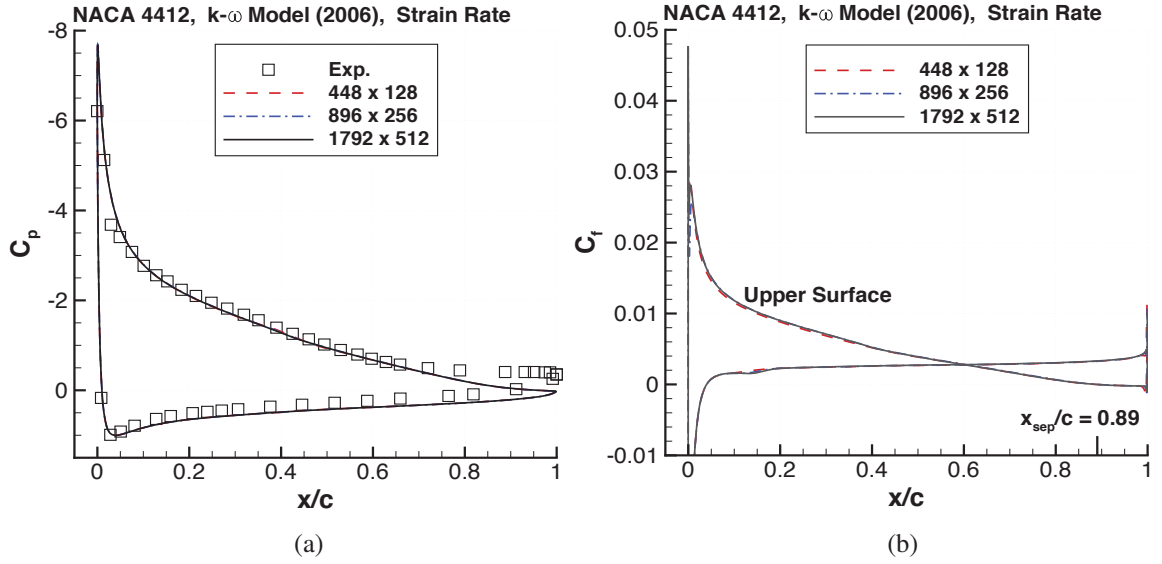 NACA 4412, k-ω Model (2006), Strain Rate
-8
-6
-4
-2
0
C_p
Exp.
448 x 128
896 x 256
1792 x 512
0
0.2
0.4
0.6
0.8
1
x/c
(a)
NACA 4412, k-ω Model (2006), Strain Rate
0.05
0.04
0.03
0.02
0.01
0
-0.01
C_f
448 x 128
896 x 256
1792 x 512
Upper Surface
x_sep/c = 0.89
0
0.2
0.4
0.6
0.8
1
x/c
(b)